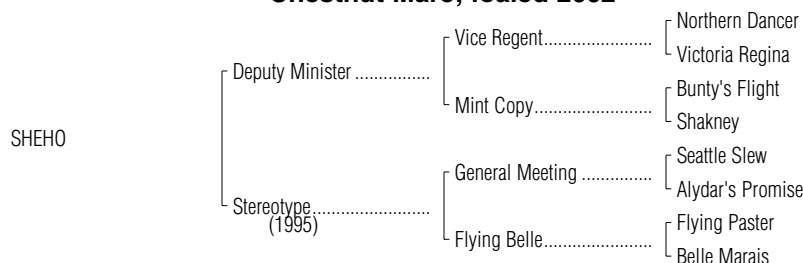 Chestnut Mare; foaled 2002
Northern Dancer
Vice Regent......................
Victoria Regina
Deputy Minister ................
Bunty's Flight
Mint Copy.........................
Shakney
SHEHO
Seattle Slew
General Meeting ...............
Alydar's Promise
Stereotype.........................
(1995)
Flying Paster
Flying Belle.......................
Belle Marais